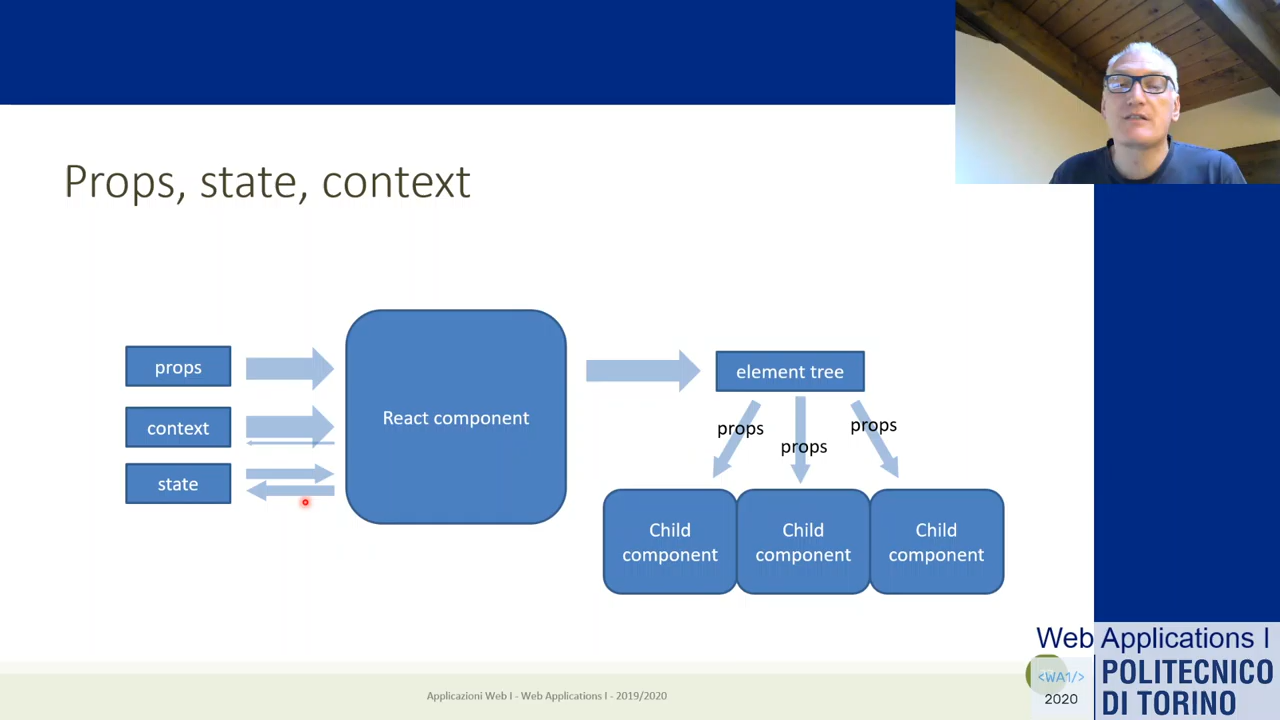 Props, state, context
props
context
state
React component
element tree
props
props
props
Child
component
Child
component
Child
component
Applicazioni Web I - Web Applications I - 2019/2020
Web Applications I
<WA1/>
2020
POLITECNICO
DI TORINO